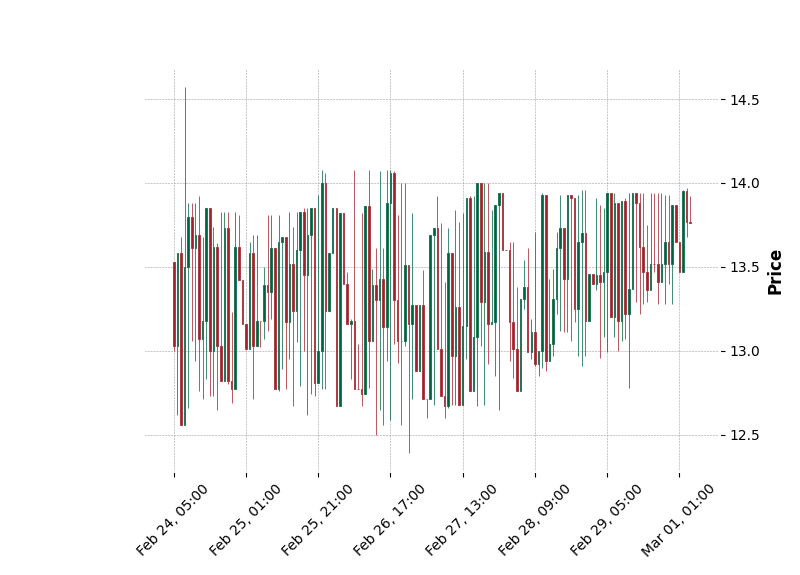 14.5
14.0
13.5
13.0
12.5
Price
Feb 24, 05:00
Feb 25, 01:00
Feb 25, 21:00
Feb 26, 17:00
Feb 27, 13:00
Feb 28, 09:00
Feb 29, 05:00
Mar 01, 01:00